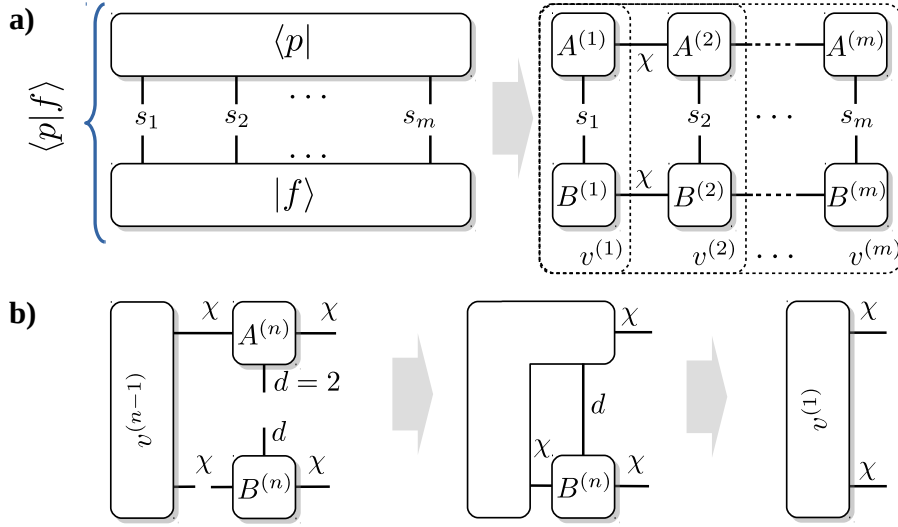 a)
⟨p|f⟩
⟨p|
s₁ s₂ ··· s_m
···
|f⟩
A⁽¹⁾ χ A⁽²⁾ A⁽ᵐ⁾
s₁ s₂ ··· s_m
B⁽¹⁾ χ B⁽²⁾ B⁽ᵐ⁾
v⁽¹⁾ v⁽²⁾ ··· v⁽ᵐ⁾
b)
v⁽ⁿ⁻¹⁾
χ A⁽ⁿ⁾ χ
d = 2
d
χ B⁽ⁿ⁾ χ
χ
d
χ B⁽ⁿ⁾ χ
χ
v⁽¹⁾
χ